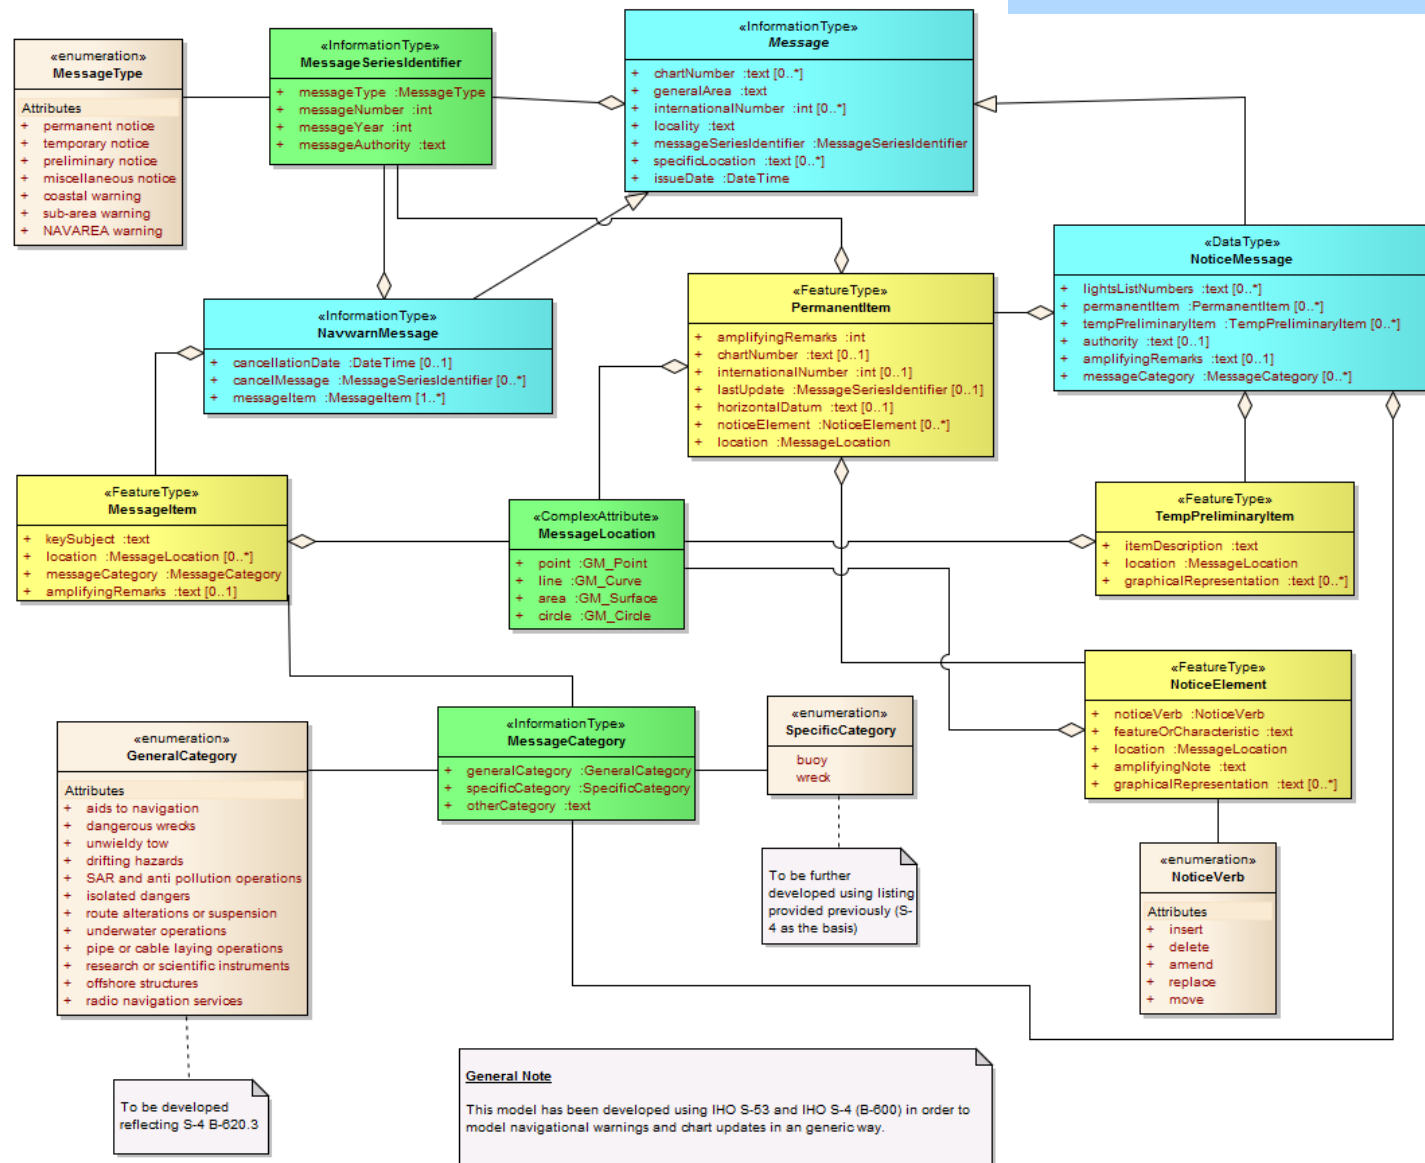 «enumeration»
MessageType
Attributes
+ permanent notice
+ temporary notice
+ preliminary notice
+ miscellaneous notice
+ coastal warning
+ sub-area warning
+ NAVAREA warning
«InformationType»
MessageSeriesIdentifier
+ messageType :MessageType
+ messageNumber :int
+ messageYear :int
+ messageAuthority :text
«InformationType»
Message
+ chartNumber :text [0..*]
+ generalArea :text
+ internationalNumber :int [0..*]
+ locality :text
+ messageSeriesIdentifier :MessageSeriesIdentifier
+ specificLocation :text [0..*]
+ issueDate :DateTime
«DataType»
NoticeMessage
+ lightsListNumbers :text [0..*]
+ permanentItem :PermanentItem [0..*]
+ tempPreliminaryItem :TempPreliminaryItem [0..*]
+ authority :text [0..1]
+ amplifyingRemarks :text [0..1]
+ messageCategory :MessageCategory [0..*]
«InformationType»
NavwarnMessage
+ cancellationDate :DateTime [0..1]
+ cancelMessage :MessageSeriesIdentifier [0..*]
+ messageItem :MessageItem [1..*]
«FeatureType»
PermanentItem
+ amplifyingRemarks :int
+ chartNumber :text [0..1]
+ internationalNumber :int [0..1]
+ lastUpdate :MessageSeriesIdentifier [0..1]
+ horizontalDatum :text [0..1]
+ noticeElement :NoticeElement [0..*]
+ location :MessageLocation
«FeatureType»
MessageItem
+ keySubject :text
+ location :MessageLocation [0..*]
+ messageCategory :MessageCategory
+ amplifyingRemarks :text [0..1]
«ComplexAttribute»
MessageLocation
+ point :GM_Point
+ line :GM_Curve
+ area :GM_Surface
+ circle :GM_Circle
«FeatureType»
TempPreliminaryItem
+ itemDescription :text
+ location :MessageLocation
+ graphicalRepresentation :text [0..*]
«FeatureType»
NoticeElement
+ noticeVerb :NoticeVerb
+ featureOrCharacteristic :text
+ location :MessageLocation
+ amplifyingNote :text
+ graphicalRepresentation :text [0..*]
«enumeration»
GeneralCategory
Attributes
+ aids to navigation
+ dangerous wrecks
+ unwieldy tow
+ drifting hazards
+ SAR and anti pollution operations
+ isolated dangers
+ route alterations or suspension
+ underwater operations
+ pipe or cable laying operations
+ research or scientific instruments
+ offshore structures
+ radio navigation services
«InformationType»
MessageCategory
+ generalCategory :GeneralCategory
+ specificCategory :SpecificCategory
+ otherCategory :text
«enumeration»
SpecificCategory
buoy
wreck
To be further
developed using listing
provided previously (S-
4 as the basis)
«enumeration»
NoticeVerb
Attributes
+ insert
+ delete
+ amend
+ replace
+ move
To be developed
reflecting S-4 B-620.3
General Note
This model has been developed using IHO S-53 and IHO S-4 (B-600) in order to
model navigational warnings and chart updates in an generic way.